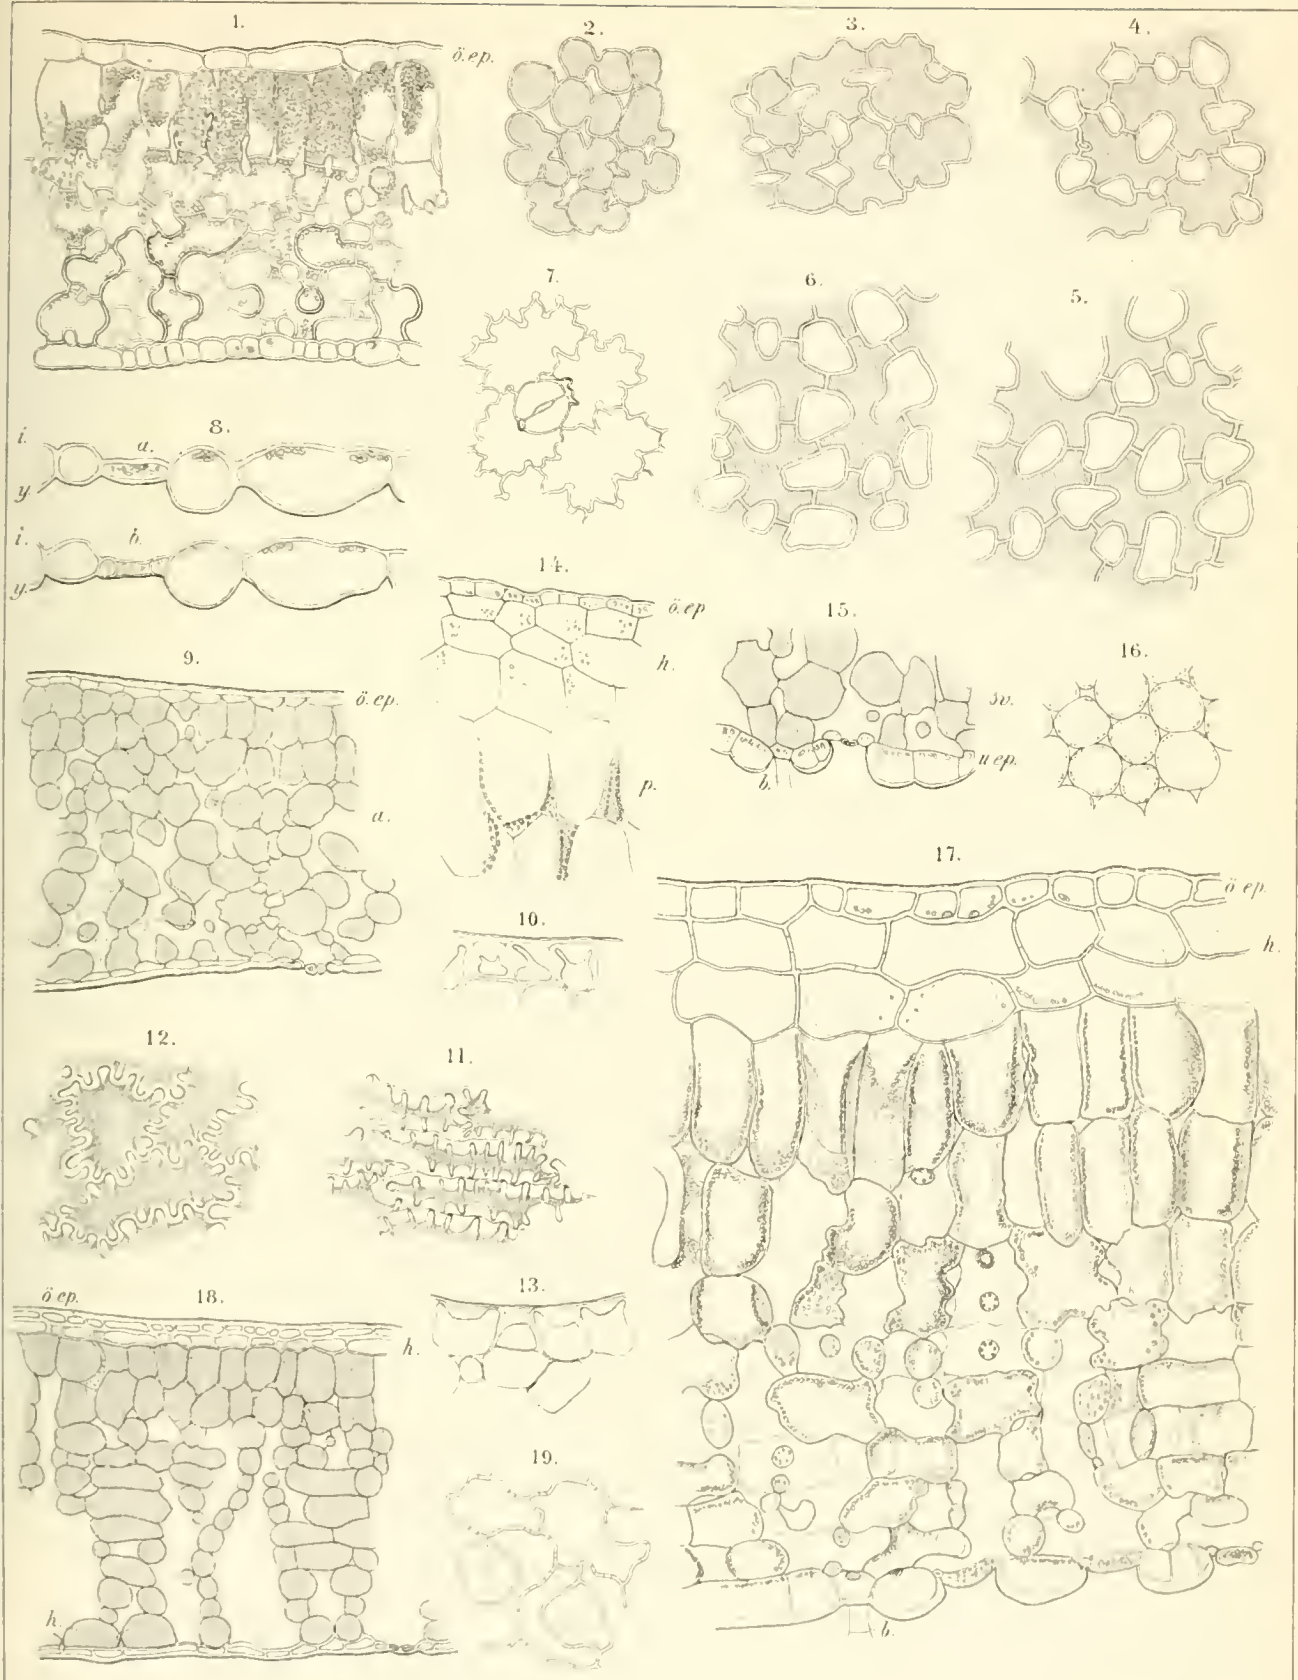 1.
2.
3.
4.
ö.ep.
7.
6.
5.
8.
i.
a.
y.
i.
b.
y.
14.
ö.ep
h.
p.
15.
sv.
u ep.
b.
16.
9.
ö.ep.
a.
10.
17.
ö ep.
h.
b.
12.
11.
ö ep.
18.
h.
h.
13.
19.